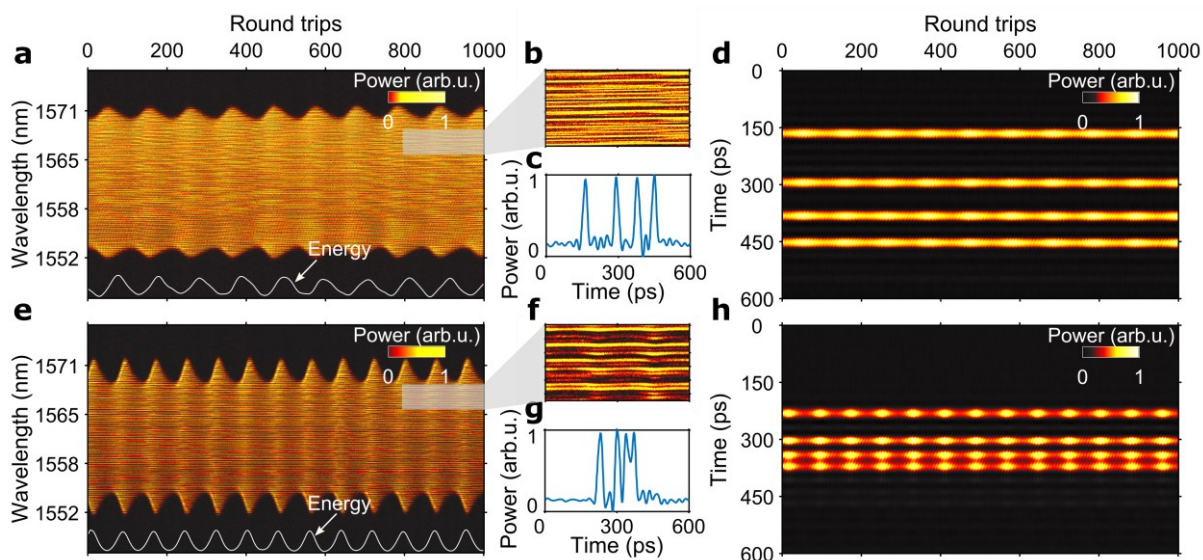 Round trips
a 0 200 400 600 800 1000
Power (arb.u.)
0 1
Wavelength (nm)
1571
1565
1558
1552
Energy
b
c
Power (arb.u.)
1
0
0 300 600
Time (ps)
Round trips
d 0 200 400 600 800 1000
Power (arb.u.)
0 1
Time (ps)
0
150
300
450
600
e
Power (arb.u.)
0 1
Wavelength (nm)
1571
1565
1558
1552
Energy
f
g
Power (arb.u.)
1
0
0 300 600
Time (ps)
h
Power (arb.u.)
0 1
Time (ps)
0
150
300
450
600